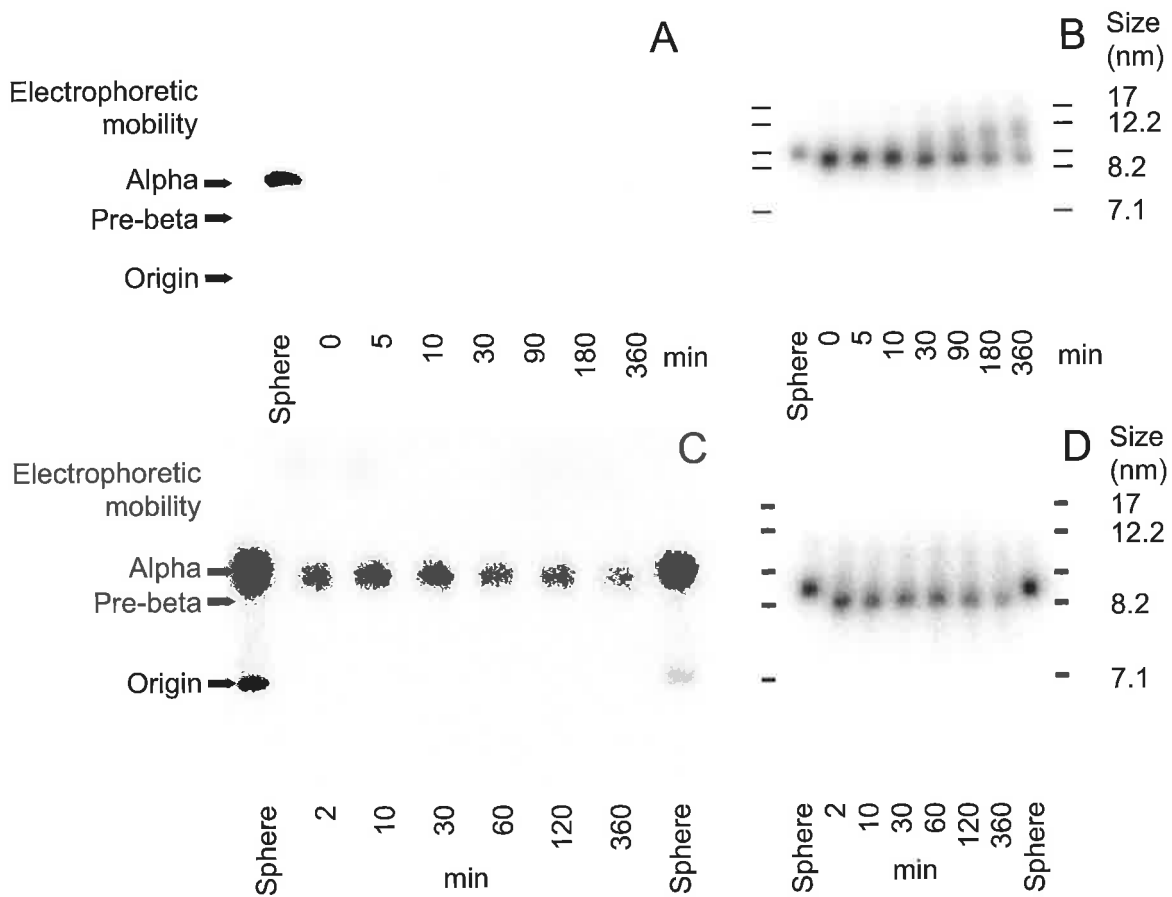 A
Electrophoretic
mobility
Alpha
Pre-beta
Origin
Sphere 0 5 10 30 90 180 360 min
B
Size
(nm)
17
12.2
8.2
7.1
Sphere 0 5 10 30 90 180 360 min
C
Electrophoretic
mobility
Alpha
Pre-beta
Origin
Sphere 2 10 30 60 120 360 Sphere
min
D
Size
(nm)
17
12.2
8.2
7.1
Sphere 2 10 30 60 120 360 Sphere
min